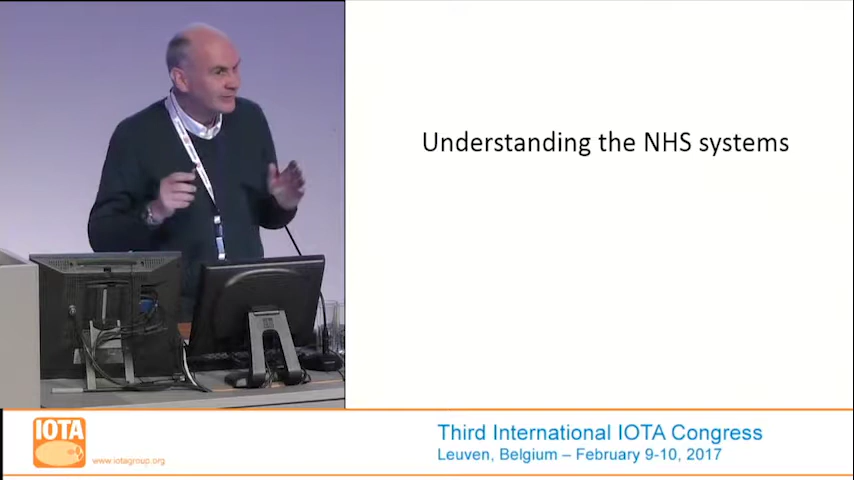 Understanding the NHS systems
IOTA
www.iotagroup.org
Third International IOTA Congress
Leuven, Belgium – February 9-10, 2017